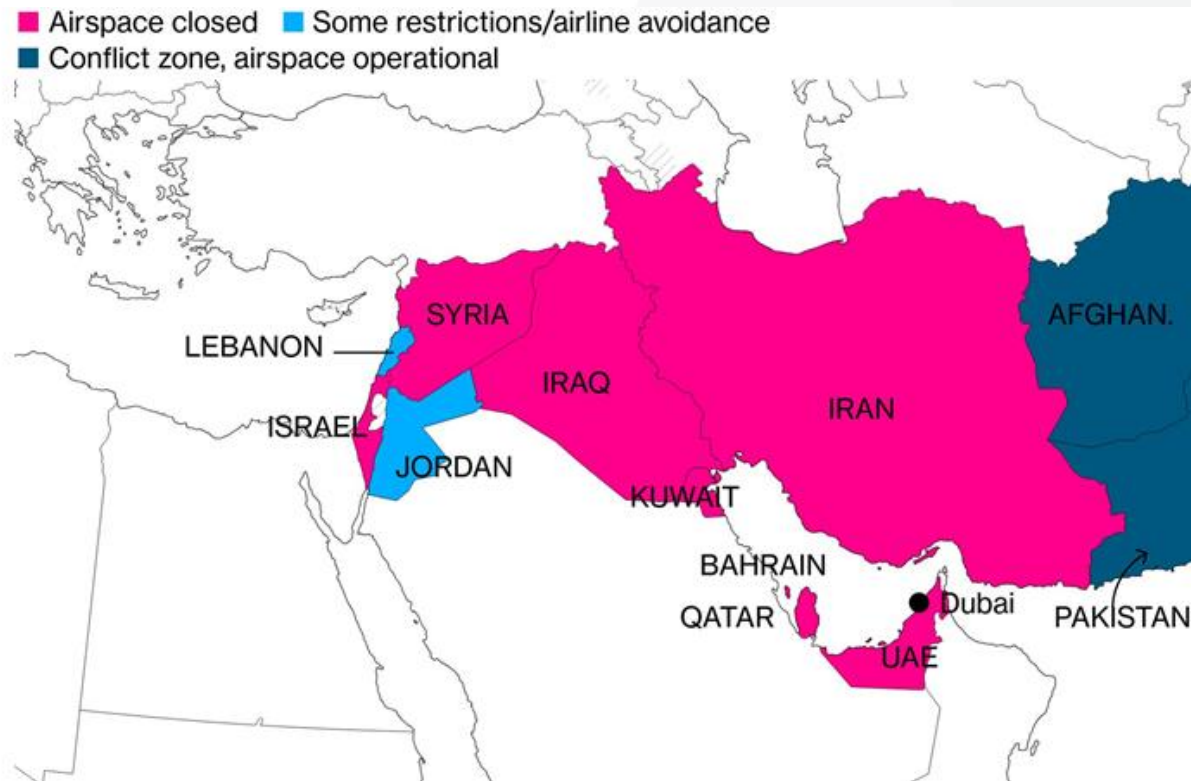 Airspace closed Some restrictions/airline avoidance
Conflict zone, airspace operational
SYRIA
AFGHAN.
LEBANON
IRAQ
IRAN
ISRAEL
JORDAN
KUWAIT
BAHRAIN
Dubai
QATAR
PAKISTAN
UAE